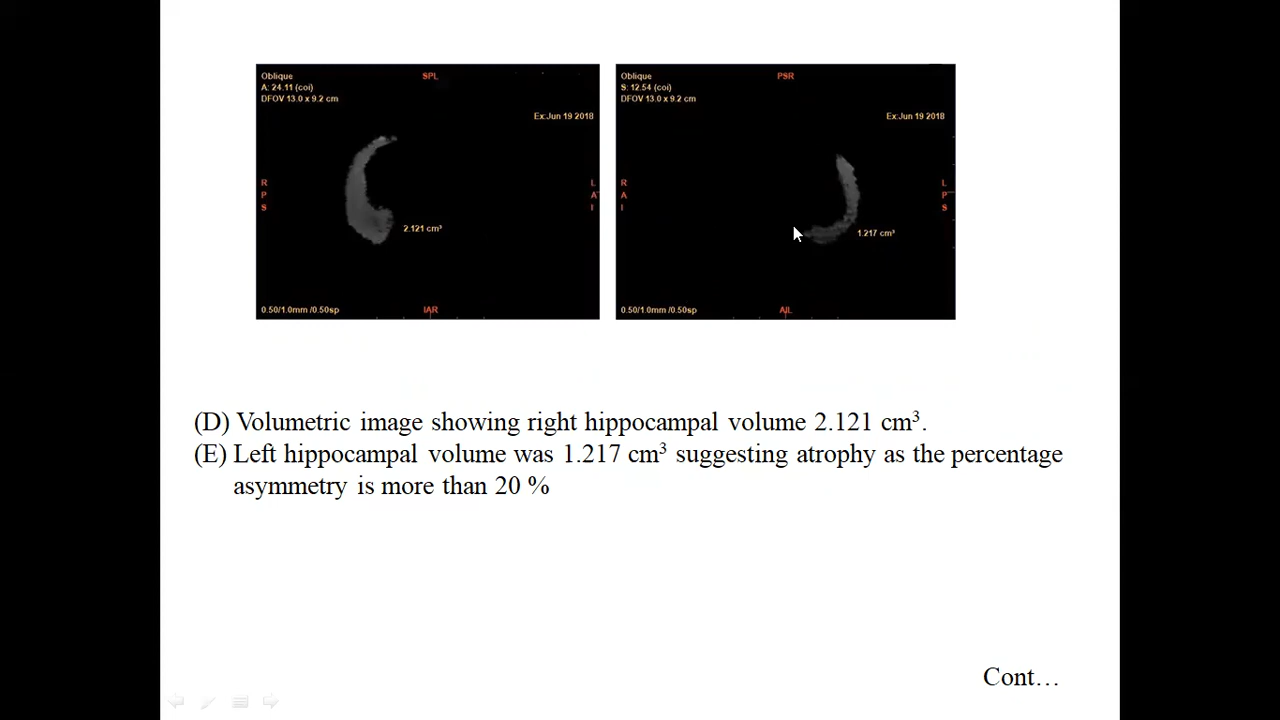 Oblique
A: 24.11 (coi)
DFOV 13.0 x 9.2 cm
SPL
Ex:Jun 19 2018
R
P
S
L
A
I
2.121 cm³
0.50/1.0mm /0.50sp
IAR
Oblique
S: 12.54 (coi)
DFOV 13.0 x 9.2 cm
PSR
Ex:Jun 19 2018
R
A
I
L
P
S
1.217 cm³
0.50/1.0mm /0.50sp
AIL
(D) Volumetric image showing right hippocampal volume 2.121 cm³.
(E) Left hippocampal volume was 1.217 cm³ suggesting atrophy as the percentage
asymmetry is more than 20 %
Cont…